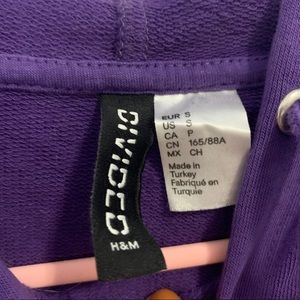 DIVIDED
H&M
EUR S
US S
CA P
CN 165/88A
MX CH
Made in
Turkey
Fabriqué en
Turquie